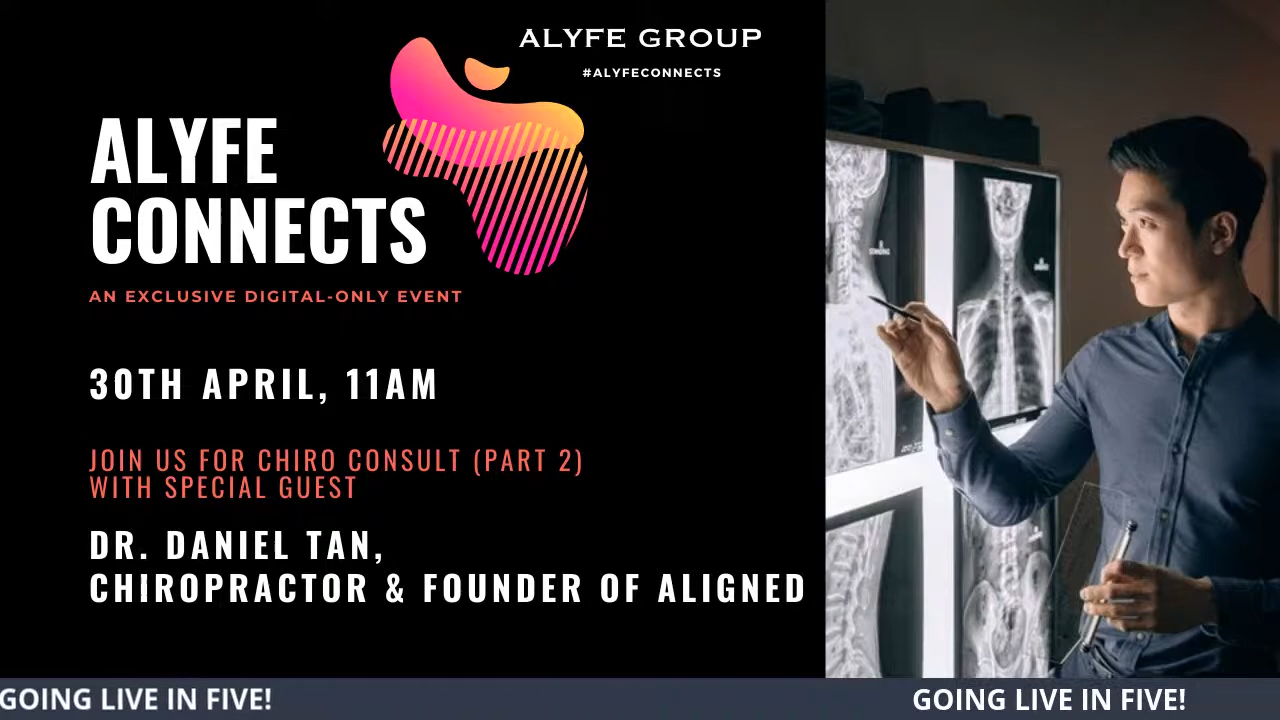 ALYFE GROUP
#ALYFECONNECTS
ALYFE
CONNECTS
AN EXCLUSIVE DIGITAL-ONLY EVENT
30TH APRIL, 11AM
JOIN US FOR CHIRO CONSULT (PART 2)
WITH SPECIAL GUEST
DR. DANIEL TAN,
CHIROPRACTOR & FOUNDER OF ALIGNED
GOING LIVE IN FIVE!
GOING LIVE IN FIVE!